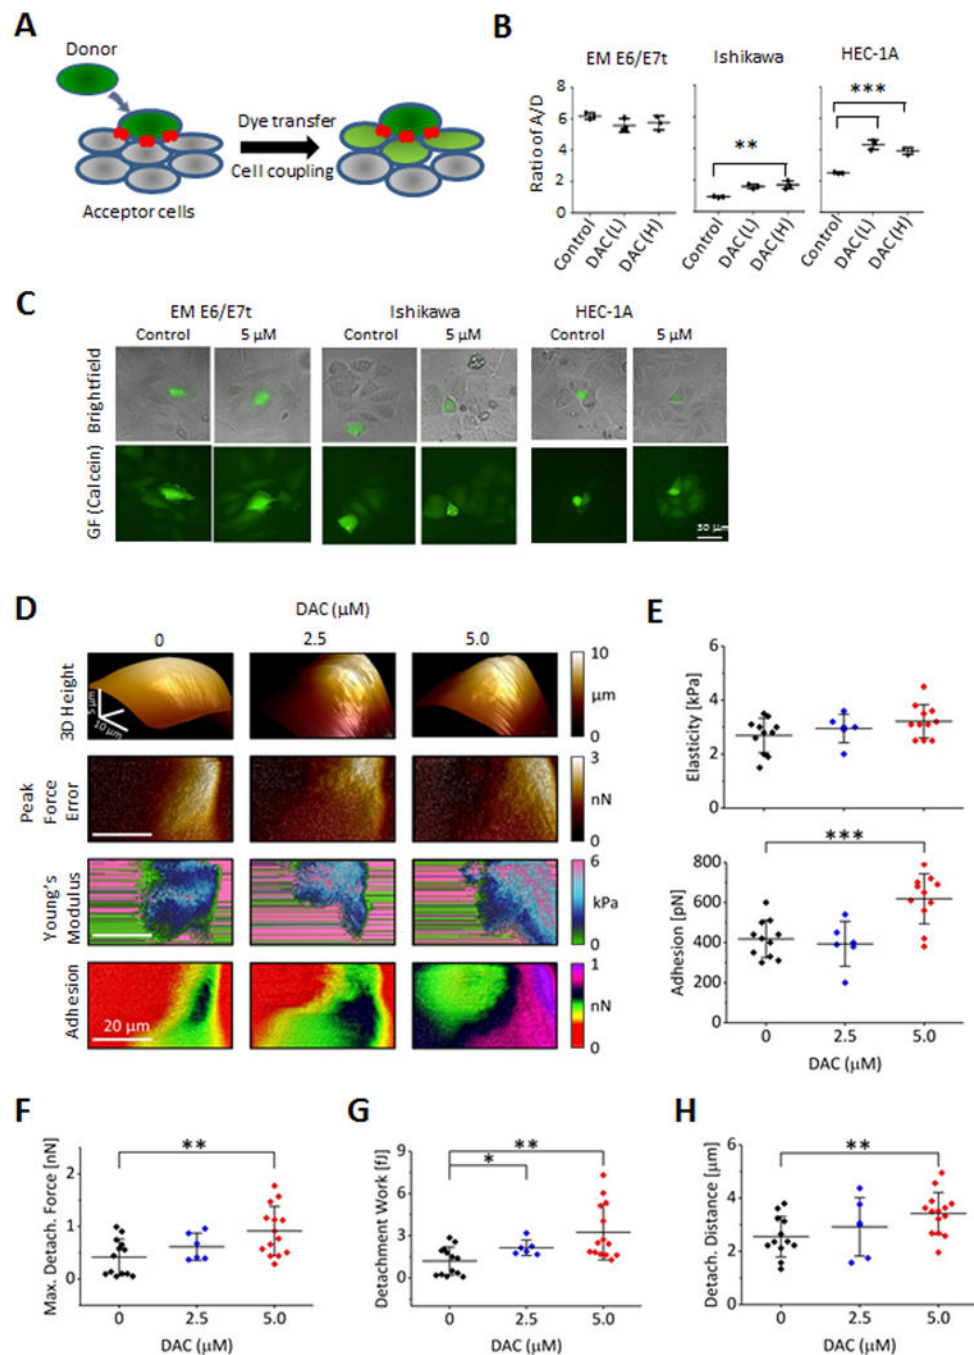 A
Donor
Dye transfer
Cell coupling
Acceptor cells
B
EM E6/E7t
Ishikawa
HEC-1A
Ratio of A/D
8
6
4
2
0
**
***
Control
DAC (L)
DAC (H)
Control
DAC (L)
DAC (H)
Control
DAC (L)
DAC (H)
C
EM E6/E7t
Ishikawa
HEC-1A
Control
5 µM
Control
5 µM
Control
5 µM
Brightfield
GF (Calcein)
50 µm
D
DAC (µM)
0
2.5
5.0
3D Height
5 µm
10 µm
10
µm
0
Peak
Force
Error
3
nN
0
Young's
Modulus
6
kPa
0
Adhesion
20 µm
1
nN
0
E
Elasticity [kPa]
6
4
2
0
***
Adhesion [pN]
800
600
400
200
0
0
2.5
5.0
DAC (µM)
F
Max. Detach. Force [nN]
2
1
0
**
0
2.5
5.0
DAC (µM)
G
Detachment Work [fJ]
9
6
3
0
**
*
0
2.5
5.0
DAC (µM)
H
Detach. Distance [µm]
6
4
2
0
**
0
2.5
5.0
DAC (µM)